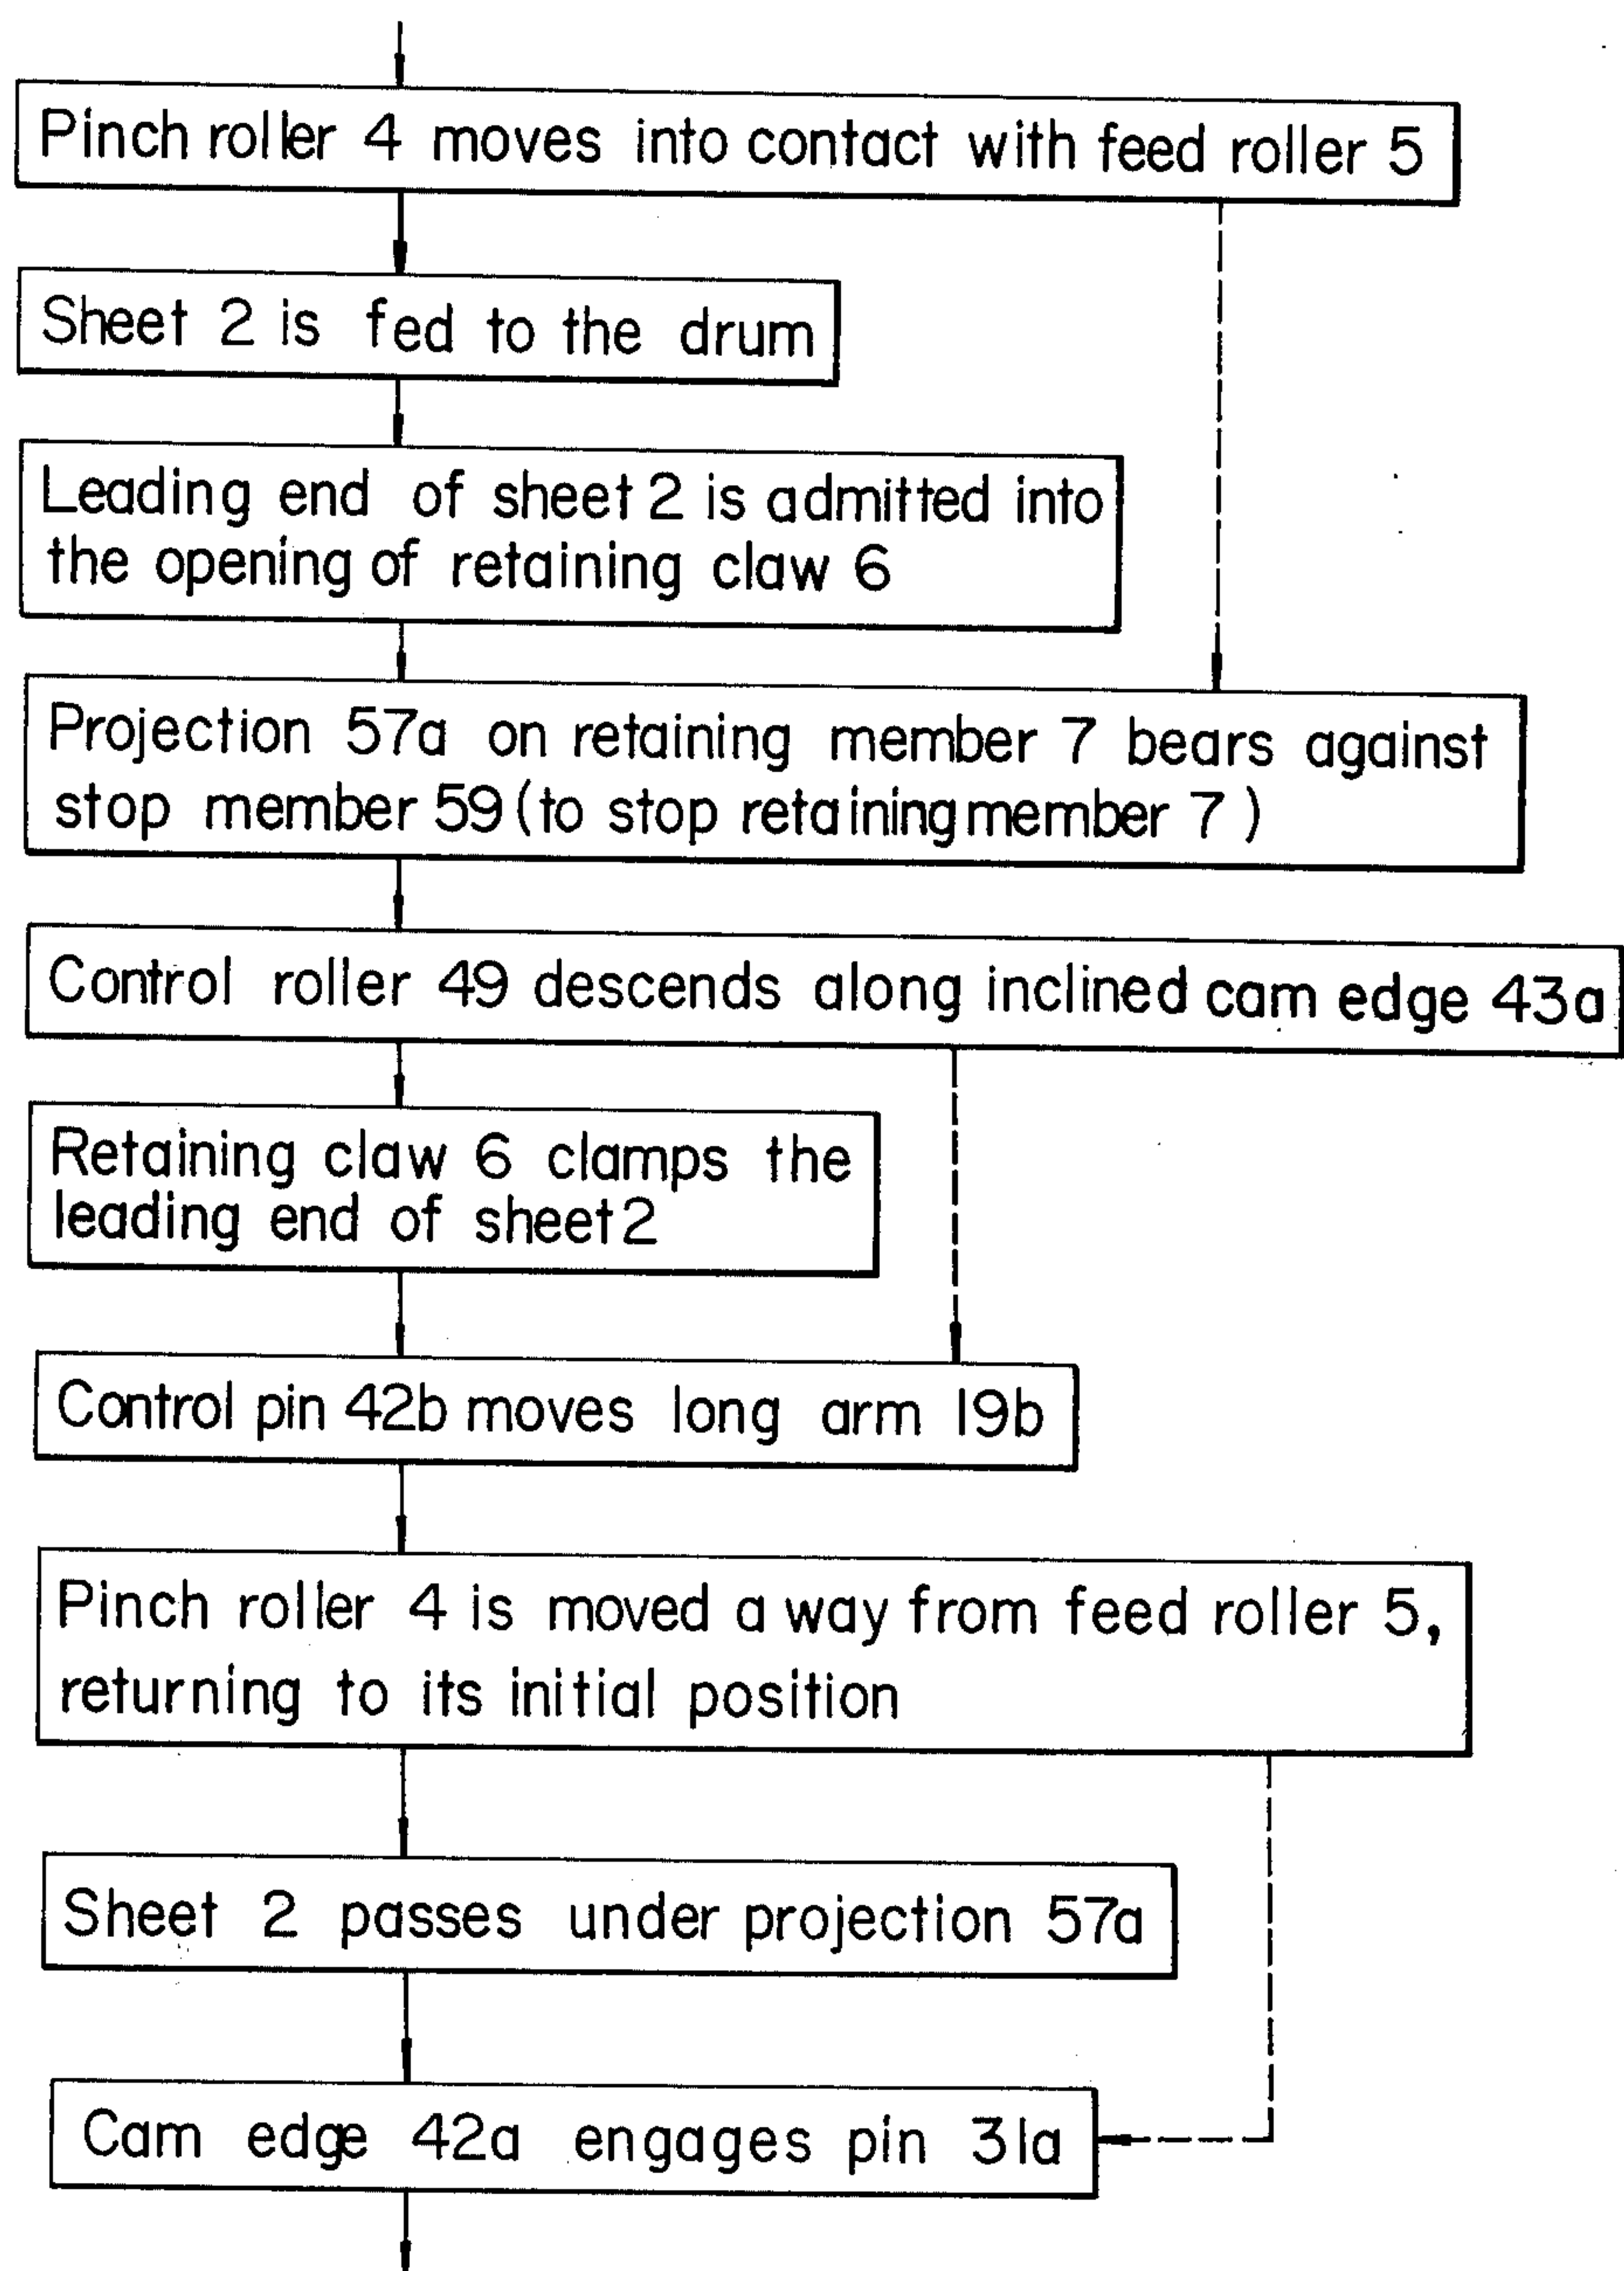 Pinch roller 4 moves into contact with feed roller 5
Sheet 2 is fed to the drum
Leading end of sheet 2 is admitted into
the opening of retaining claw 6
Projection 57a on retaining member 7 bears against
stop member 59 (to stop retaining member 7)
Control roller 49 descends along inclined cam edge 43a
Retaining claw 6 clamps the
leading end of sheet 2
Control pin 42b moves long arm 19b
Pinch roller 4 is moved a way from feed roller 5,
returning to its initial position
Sheet 2 passes under projection 57a
Cam edge 42a engages pin 31a